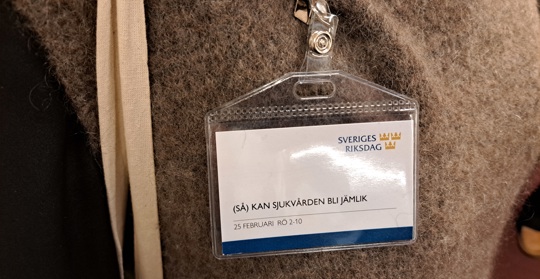 SVERIGES
RIKSDAG
(SÅ) KAN SJUKVÅRDEN BLI JÄMLIK
25 FEBRUARI RÖ 2-10